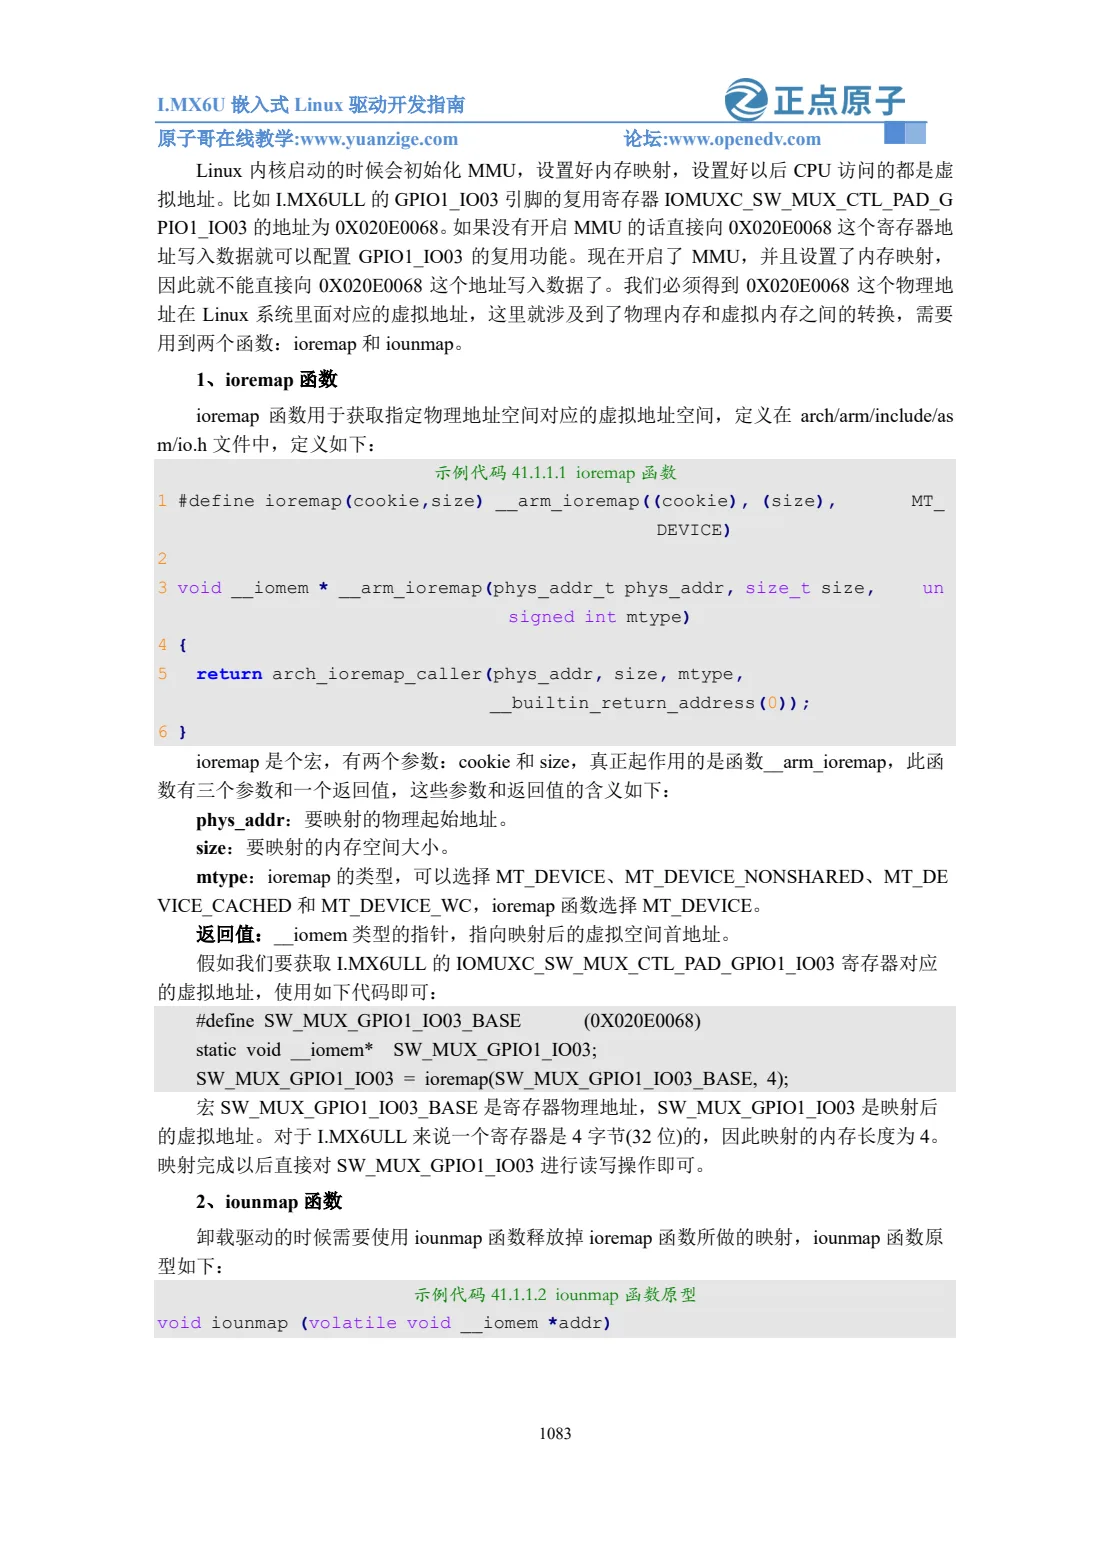 I.MX6U 嵌入式 Linux 驱动开发指南
正点原子
原子哥在线教学:www.yuanzige.com 论坛:www.openedv.com
Linux 内核启动的时候会初始化 MMU，设置好内存映射，设置好以后 CPU 访问的都是虚
拟地址。比如 I.MX6ULL 的 GPIO1_IO03 引脚的复用寄存器 IOMUXC_SW_MUX_CTL_PAD_G
PIO1_IO03 的地址为 0X020E0068。如果没有开启 MMU 的话直接向 0X020E0068 这个寄存器地
址写入数据就可以配置 GPIO1_IO03 的复用功能。现在开启了 MMU，并且设置了内存映射，
因此就不能直接向 0X020E0068 这个地址写入数据了。我们必须得到 0X020E0068 这个物理地
址在 Linux 系统里面对应的虚拟地址，这里就涉及到了物理内存和虚拟内存之间的转换，需要
用到两个函数：ioremap 和 iounmap。
1、ioremap 函数
ioremap 函数用于获取指定物理地址空间对应的虚拟地址空间，定义在 arch/arm/include/as
m/io.h 文件中，定义如下：
示例代码 41.1.1.1 ioremap 函数
1 #define ioremap(cookie,size) __arm_ioremap((cookie), (size), MT_
DEVICE)
2
3 void __iomem * __arm_ioremap(phys_addr_t phys_addr, size_t size, un
signed int mtype)
4 {
5 return arch_ioremap_caller(phys_addr, size, mtype,
__builtin_return_address(0));
6 }
ioremap 是个宏，有两个参数：cookie 和 size，真正起作用的是函数__arm_ioremap，此函
数有三个参数和一个返回值，这些参数和返回值的含义如下：
phys_addr：要映射的物理起始地址。
size：要映射的内存空间大小。
mtype：ioremap 的类型，可以选择 MT_DEVICE、MT_DEVICE_NONSHARED、MT_DE
VICE_CACHED 和 MT_DEVICE_WC，ioremap 函数选择 MT_DEVICE。
返回值：__iomem 类型的指针，指向映射后的虚拟空间首地址。
假如我们要获取 I.MX6ULL 的 IOMUXC_SW_MUX_CTL_PAD_GPIO1_IO03 寄存器对应
的虚拟地址，使用如下代码即可：
#define SW_MUX_GPIO1_IO03_BASE (0X020E0068)
static void __iomem* SW_MUX_GPIO1_IO03;
SW_MUX_GPIO1_IO03 = ioremap(SW_MUX_GPIO1_IO03_BASE, 4);
宏 SW_MUX_GPIO1_IO03_BASE 是寄存器物理地址，SW_MUX_GPIO1_IO03 是映射后
的虚拟地址。对于 I.MX6ULL 来说一个寄存器是 4 字节(32 位)的，因此映射的内存长度为 4。
映射完成以后直接对 SW_MUX_GPIO1_IO03 进行读写操作即可。
2、iounmap 函数
卸载驱动的时候需要使用 iounmap 函数释放掉 ioremap 函数所做的映射，iounmap 函数原
型如下：
示例代码 41.1.1.2 iounmap 函数原型
void iounmap (volatile void __iomem *addr)
1083